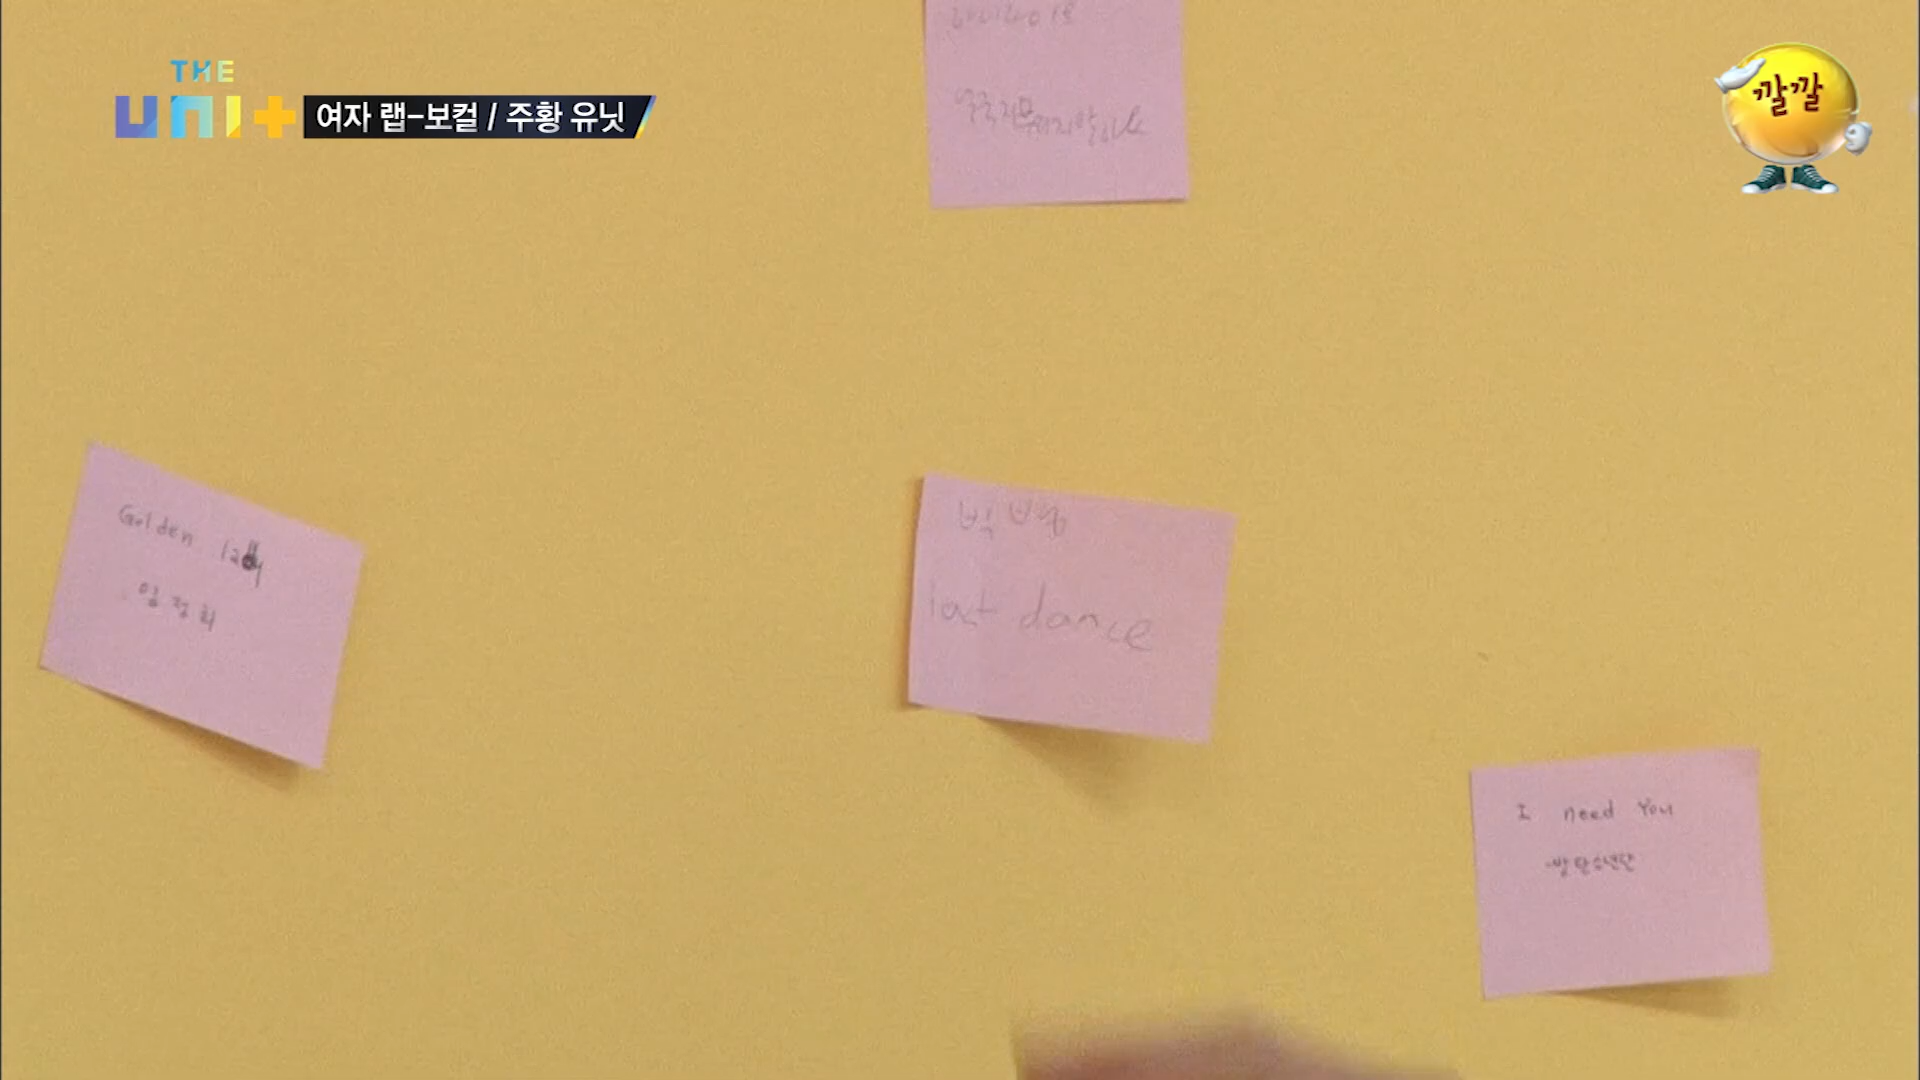 THE
UNI+
여자 랩-보컬 / 주황 유닛
깔깔
Golden lady
임정희
빅뱅
last dance
I need You
-방탄소년단